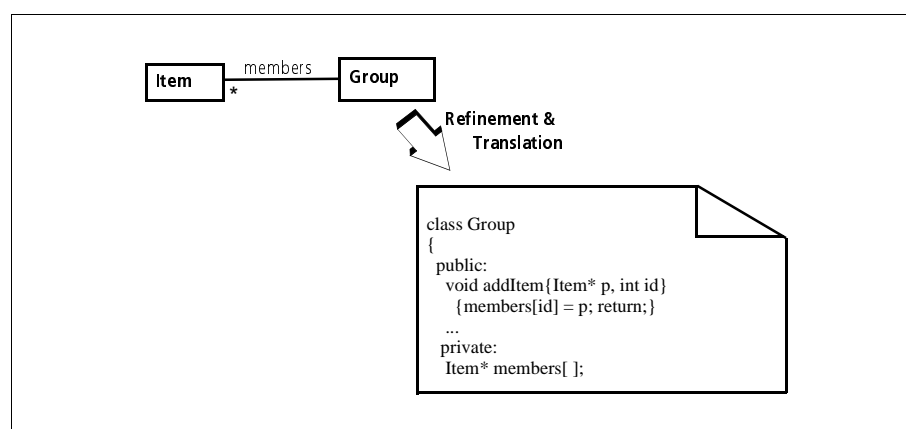 members
Item
*
Group
Refinement &
Translation
class Group
{
public:
void addItem{Item* p, int id}
{members[id] = p; return;}
...
private:
Item* members[ ];